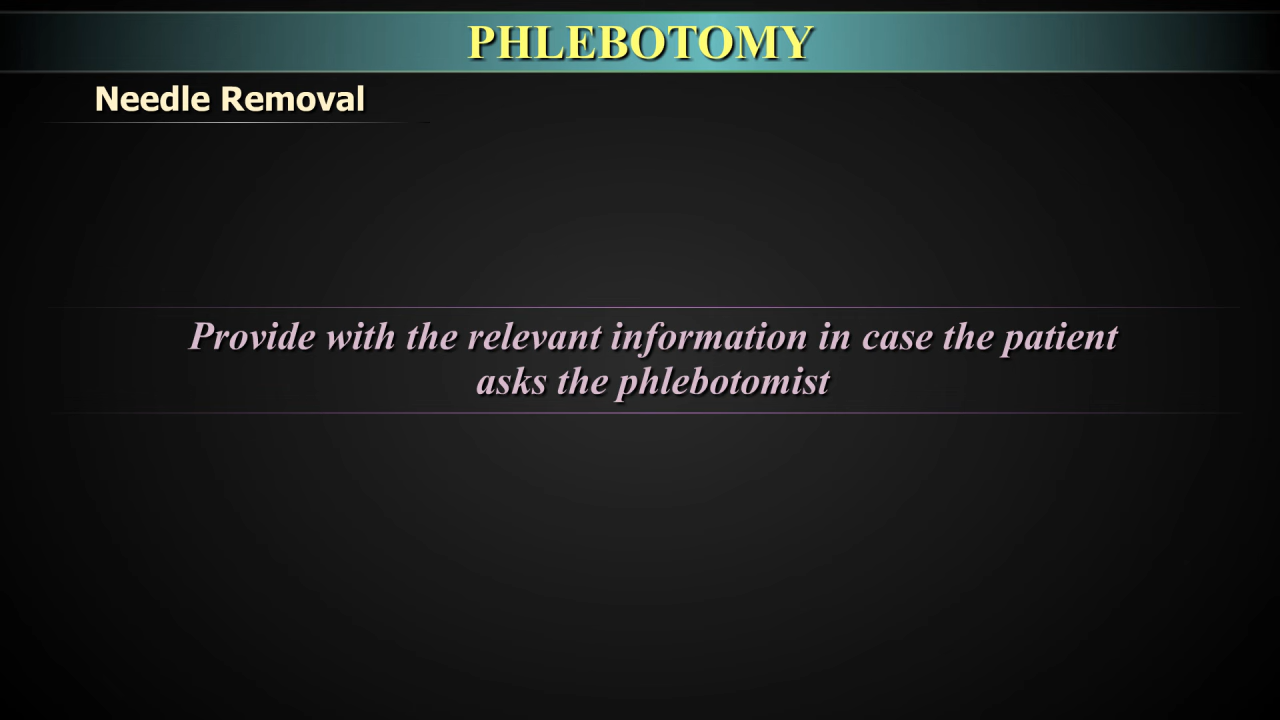 PHLEBOTOMY
Needle Removal
Provide with the relevant information in case the patient
asks the phlebotomist